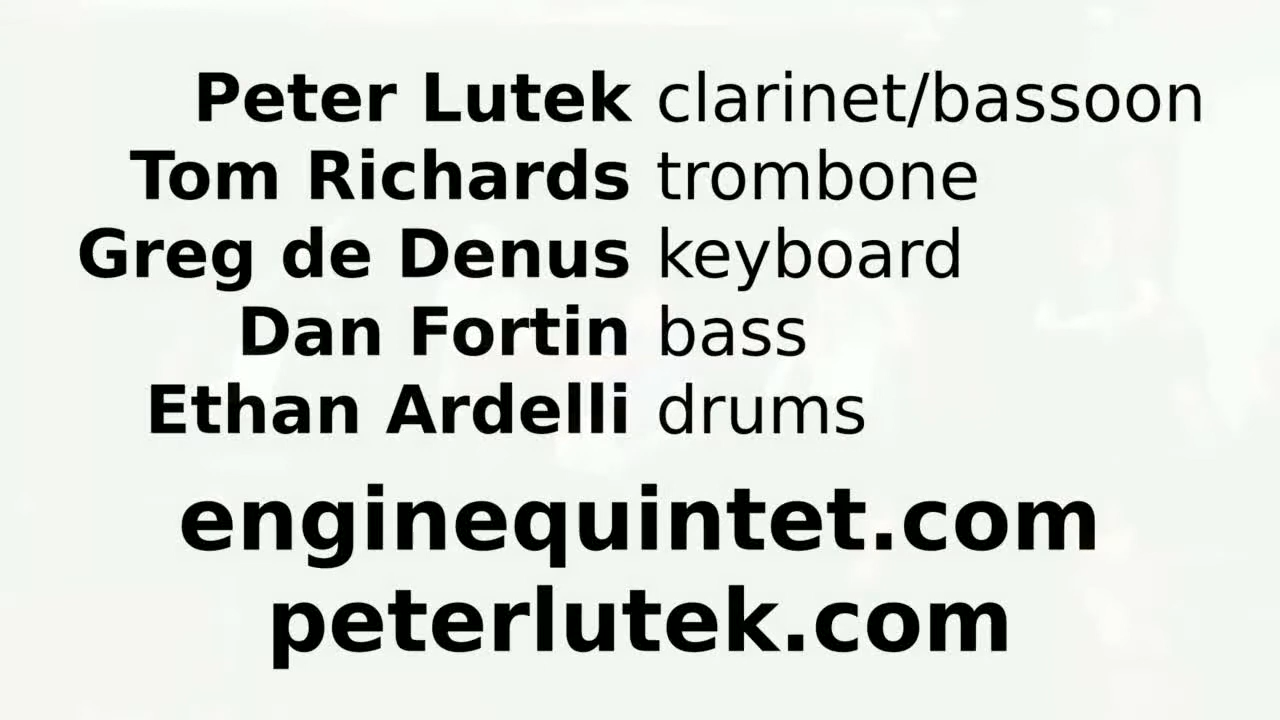 Peter Lutek clarinet/bassoon
Tom Richards trombone
Greg de Denus keyboard
Dan Fortin bass
Ethan Ardelli drums
enginequintet.com
peterlutek.com